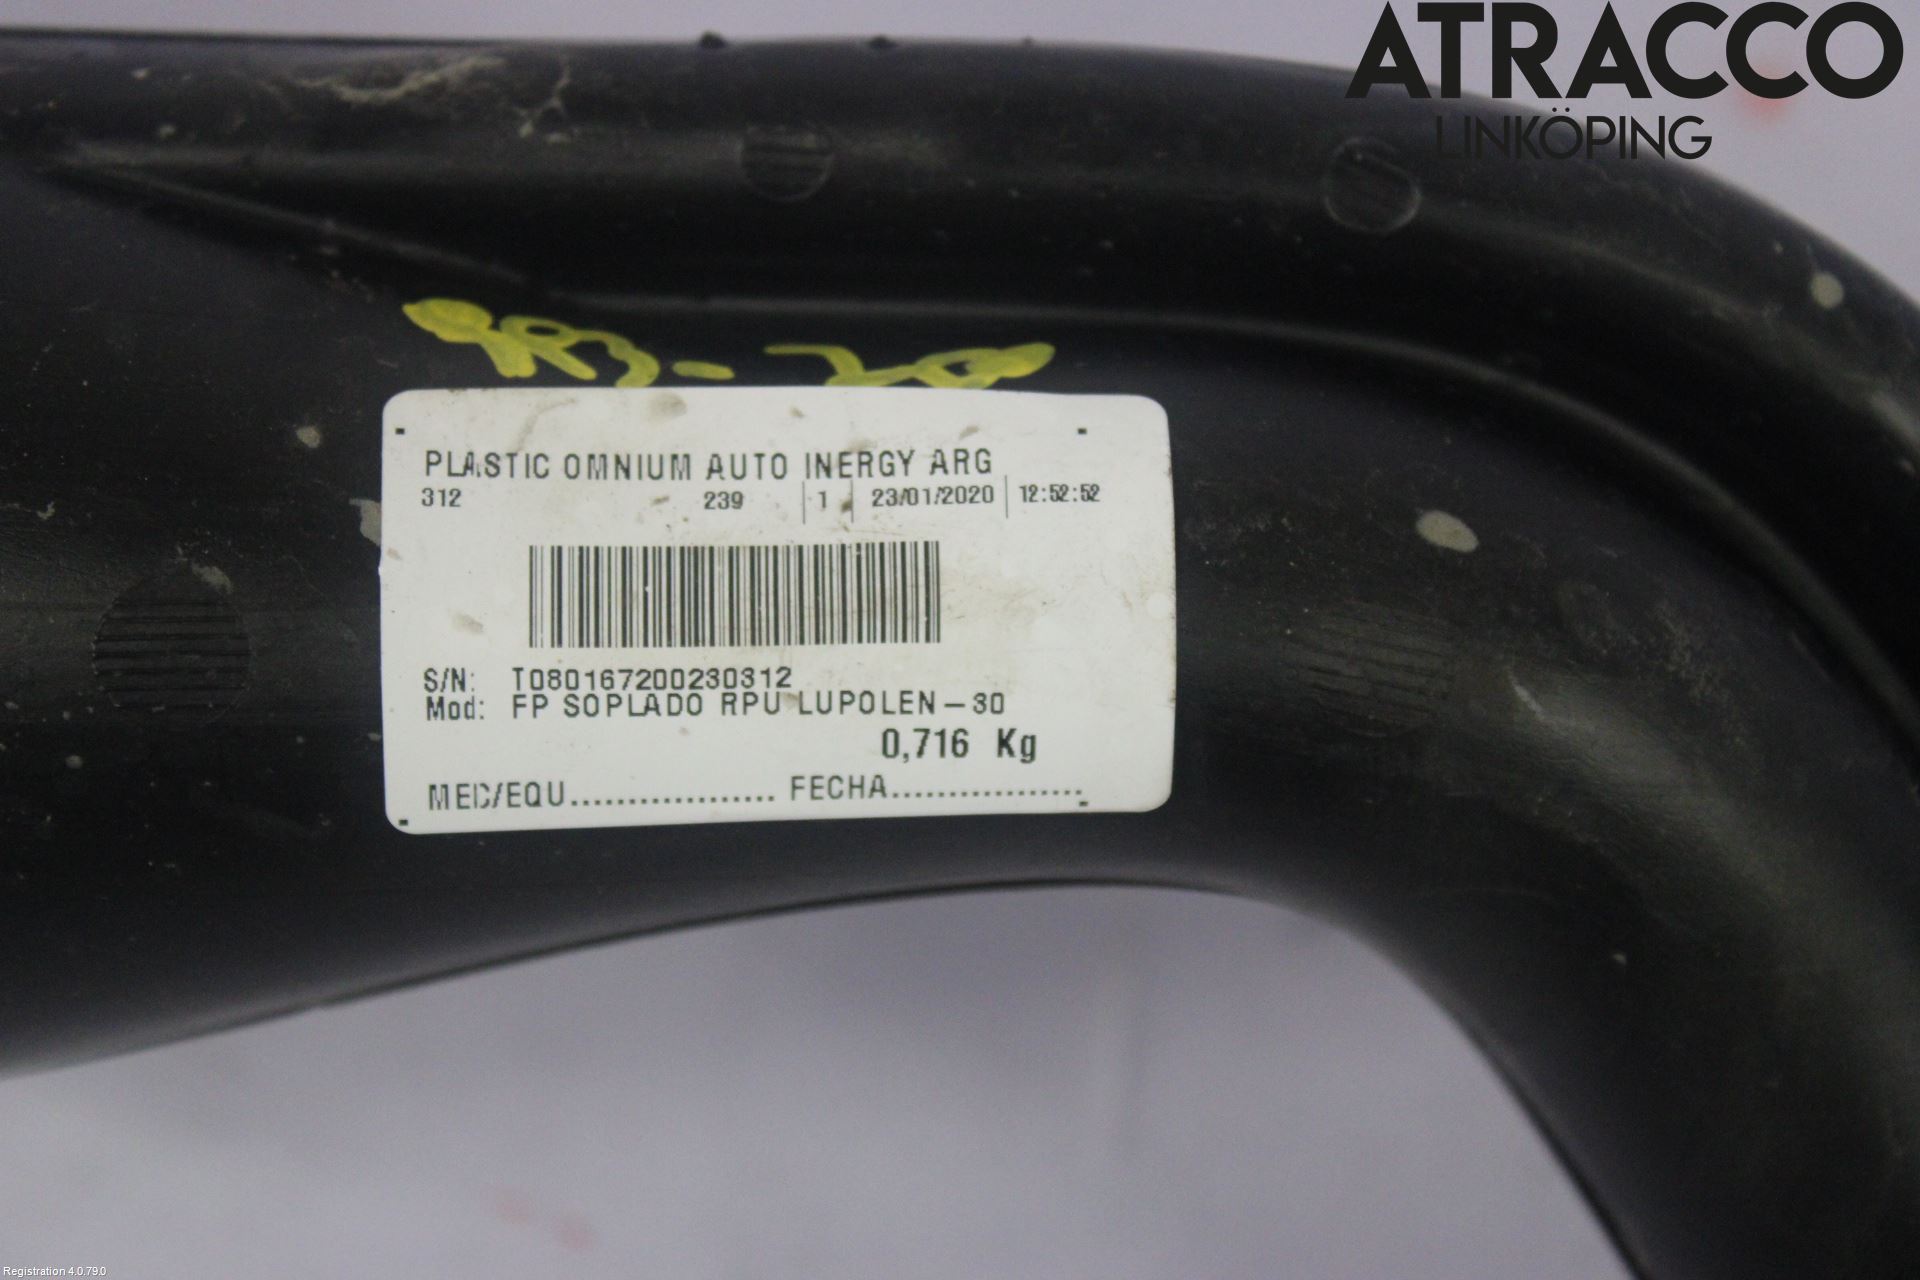 ATRACCO
LINKÖPING
PLASTIC OMNIUM AUTO INERGY ARG
312 239 1 23/01/2020 12:52:52
S/N: T080167200230312
Mod: FP SOPLADO RPU LUPOLEN-30
0,716 Kg
MED/EQU.................. FECHA.................
Registration 4.0.79.0